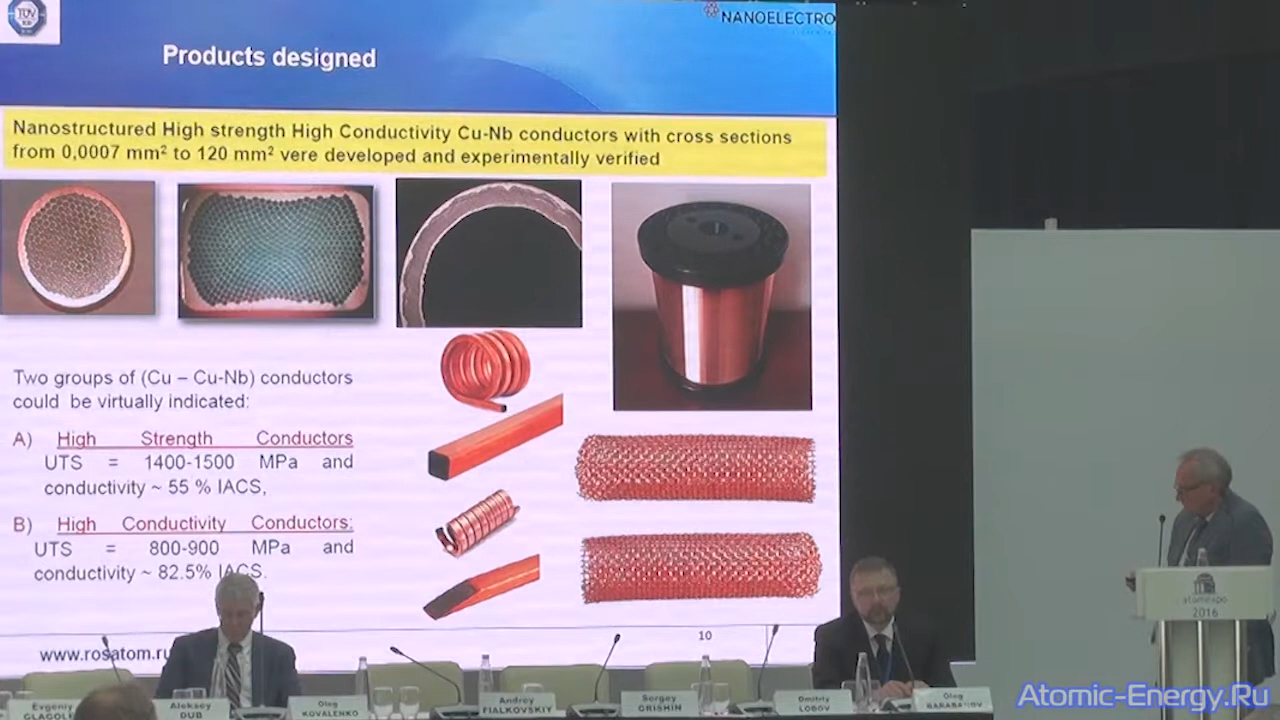 TÜV
NANOELECTRO
Products designed
Nanostructured High strength High Conductivity Cu-Nb conductors with cross sections
from 0,0007 mm² to 120 mm² vere developed and experimentally verified
Two groups of (Cu – Cu-Nb) conductors
could be virtually indicated:
A) High Strength Conductors
UTS = 1400-1500 MPa and
conductivity ~ 55 % IACS,
B) High Conductivity Conductors:
UTS = 800-900 MPa and
conductivity ~ 82.5% IACS.
10
www.rosatom.ru
atomexpo
2016
Evgeniy
Aleksey
DUB
Oleg
KOVALENKO
Andrey
FIALKOVSKIY
Sergey
GRISHIN
Dmitriy
LOBOV
Oleg
Atomic-Energy.Ru